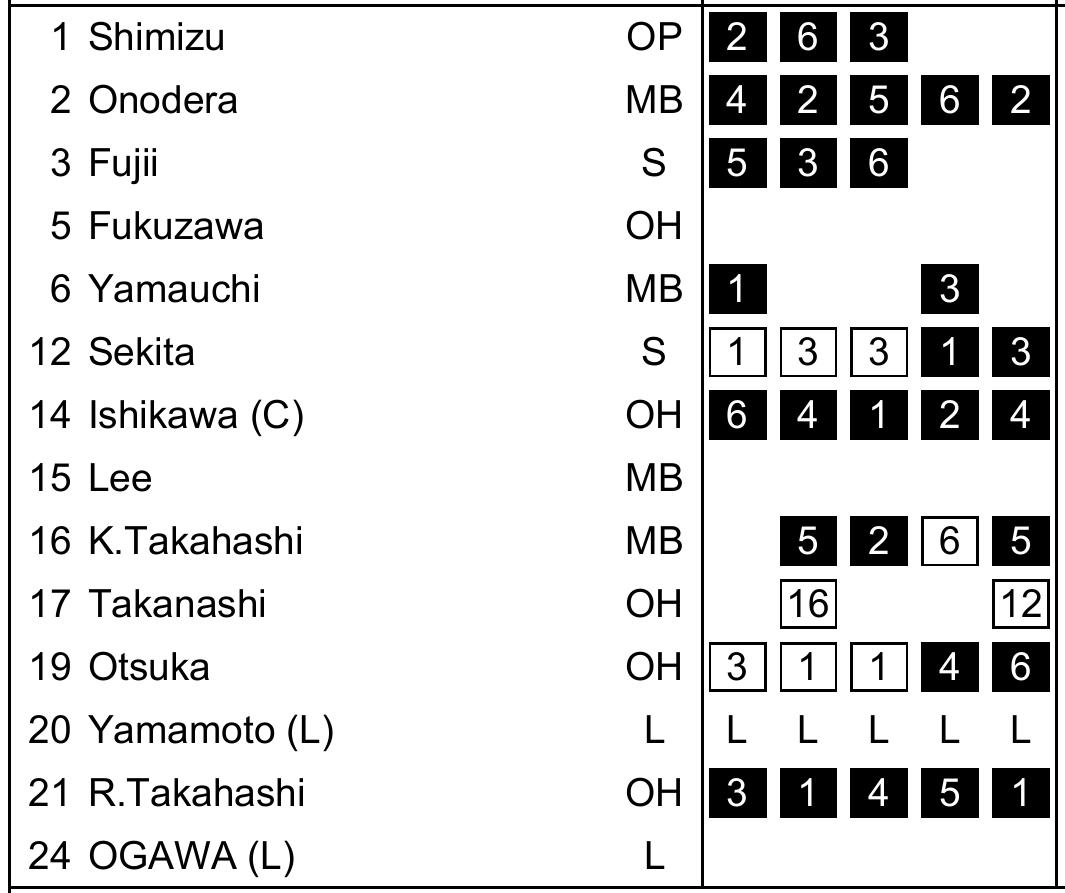 1 Shimizu OP 2 6 3
2 Onodera MB 4 2 5 6 2
3 Fujii S 5 3 6
5 Fukuzawa OH
6 Yamauchi MB 1 3
12 Sekita S 1 3 3 1 3
14 Ishikawa (C) OH 6 4 1 2 4
15 Lee MB
16 K.Takahashi MB 5 2 6 5
17 Takanashi OH 16 12
19 Otsuka OH 3 1 1 4 6
20 Yamamoto (L) L L L L L L
21 R.Takahashi OH 3 1 4 5 1
24 OGAWA (L) L